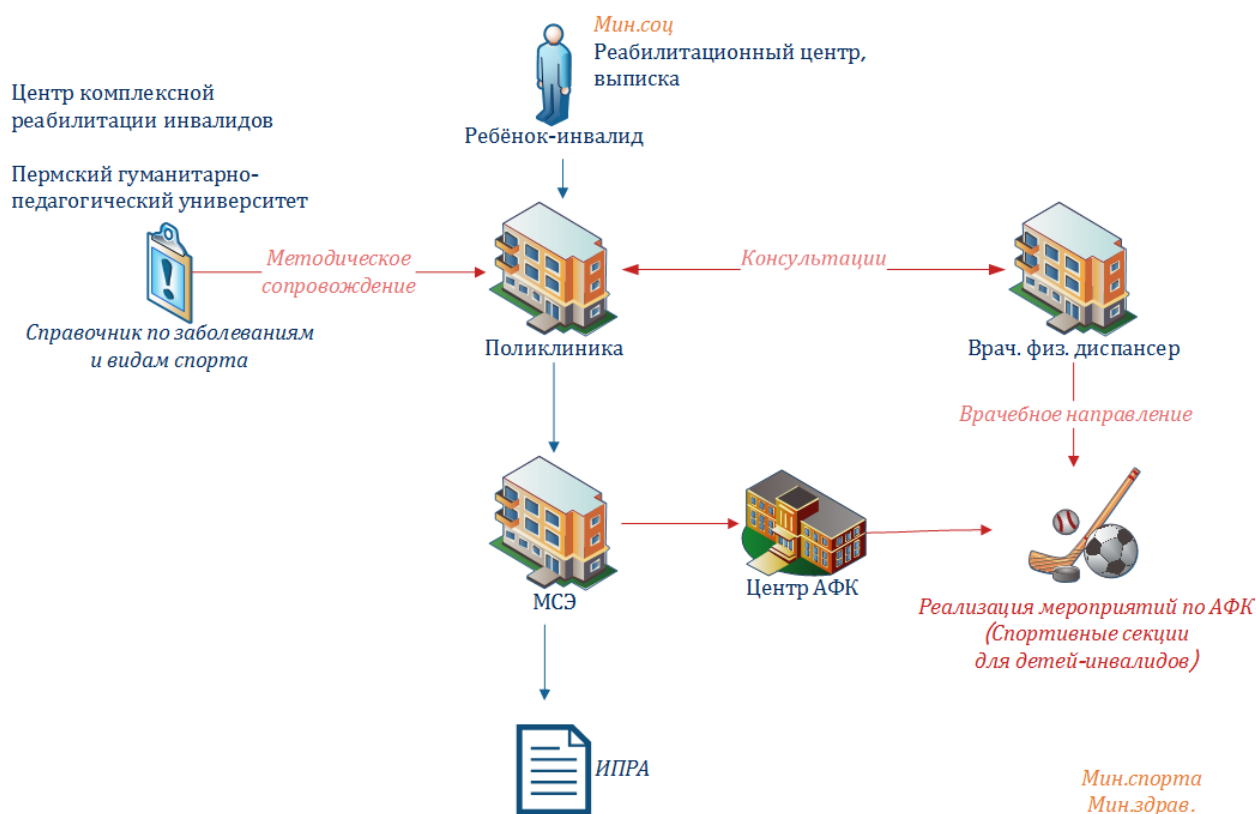 Мин.соц
Реабилитационный центр,
выписка
Центр комплексной
реабилитации инвалидов
Ребёнок-инвалид
Пермский гуманитарно-
педагогический университет
Методическое
сопровождение
Консультации
Справочник по заболеваниям
и видам спорта
Поликлиника
Врач. физ. диспансер
Врачебное направление
МСЭ
Центр АФК
Реализация мероприятий по АФК
(Спортивные секции
для детей-инвалидов)
ИПРА
Мин.спорта
Мин.здрав.